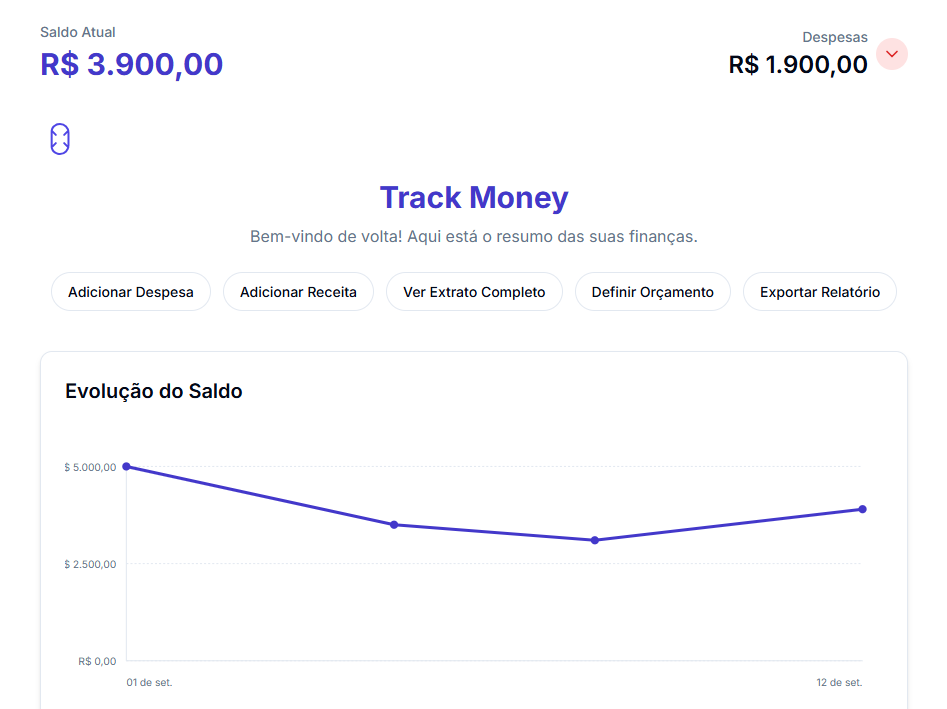 Saldo Atual
R$ 3.900,00
Despesas
R$ 1.900,00
Track Money
Bem-vindo de volta! Aqui está o resumo das suas finanças.
Adicionar Despesa
Adicionar Receita
Ver Extrato Completo
Definir Orçamento
Exportar Relatório
Evolução do Saldo
$ 5.000,00
$ 2.500,00
R$ 0,00
01 de set.
12 de set.